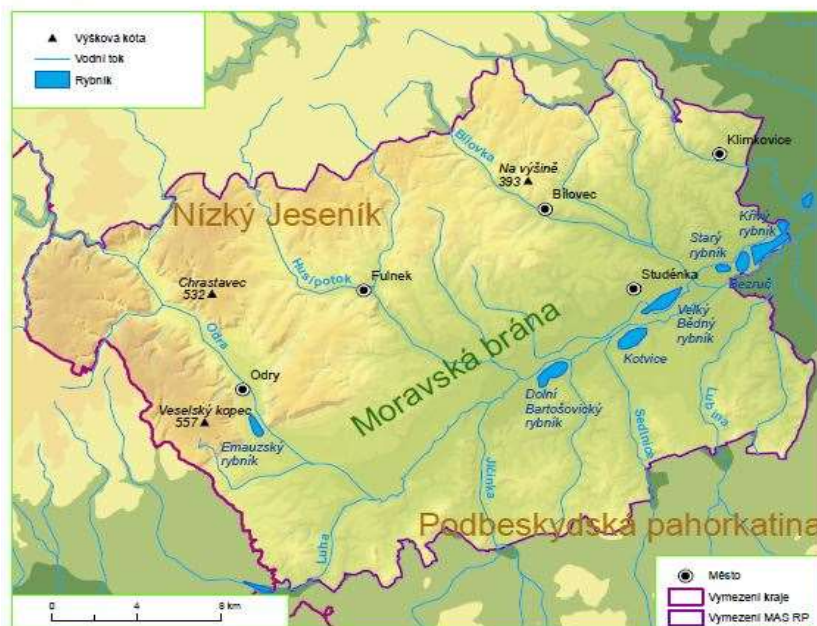 Výšková kóta
Vodní tok
Rybník
Klimkovice
Bílovka
Na výšině
393
Bílovec
Nízký Jeseník
Křivý
rybník
Starý
rybník
Bezruč
Husí potok
Fulnek
Studénka
Chrastavec
532
Velký
Bědný
rybník
Kotvice
Moravská brána
Odra
Odry
Dolní
Bartošovický
rybník
Lubina
Sedlnice
Veselský kopec
557
Emauzský
rybník
Jičínka
Luha
Podbeskydská pahorkatina
Město
Vymezení kraje
Vymezení MAS RP
0 4 8 km